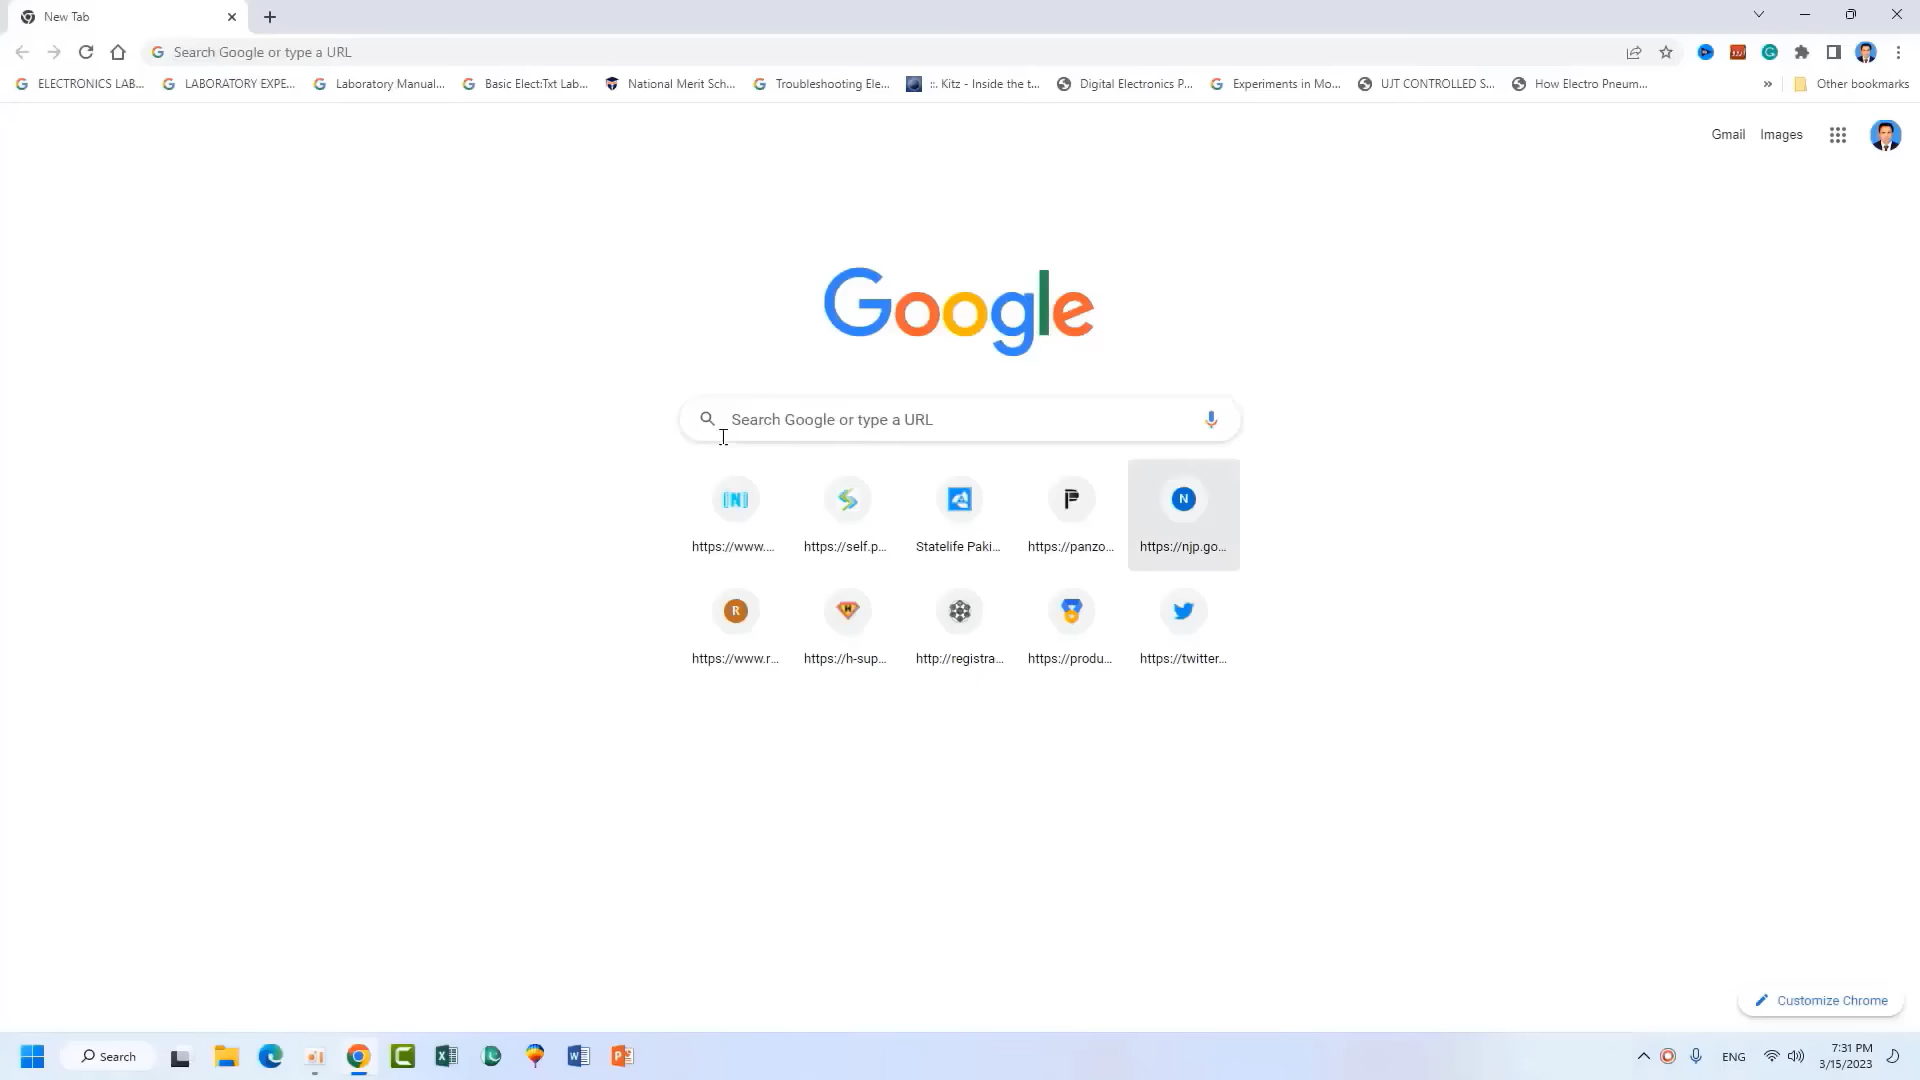 New Tab
Search Google or type a URL
ELECTRONICS LAB...
LABORATORY EXPE...
Laboratory Manual...
Basic Elect:Txt Lab...
National Merit Sch...
Troubleshooting Ele...
::. Kitz - Inside the t...
Digital Electronics P...
Experiments in Mo...
UJT CONTROLLED S...
How Electro Pneum...
»
Other bookmarks
Gmail
Images
Google
Search Google or type a URL
N
https://www....
https://self.p...
Statelife Paki...
https://panzo...
https://njp.go...
R
https://www.r...
https://h-sup...
http://registra...
https://produ...
https://twitter...
Customize Chrome
Search
ENG
7:31 PM
3/15/2023